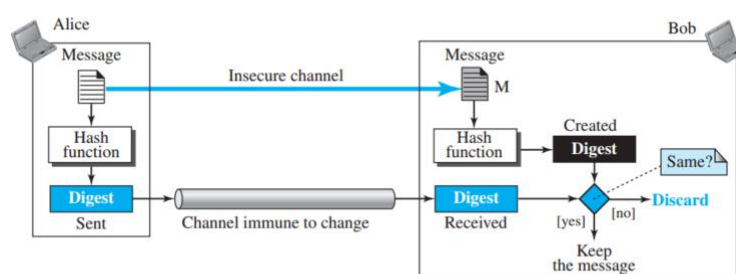 Alice
Bob
Message
Message
Insecure channel
M
Hash
function
Hash
function
Created
Digest
Same?
Digest
Sent
Channel immune to change
Digest
Received
[yes]
[no]
Discard
Keep
the message